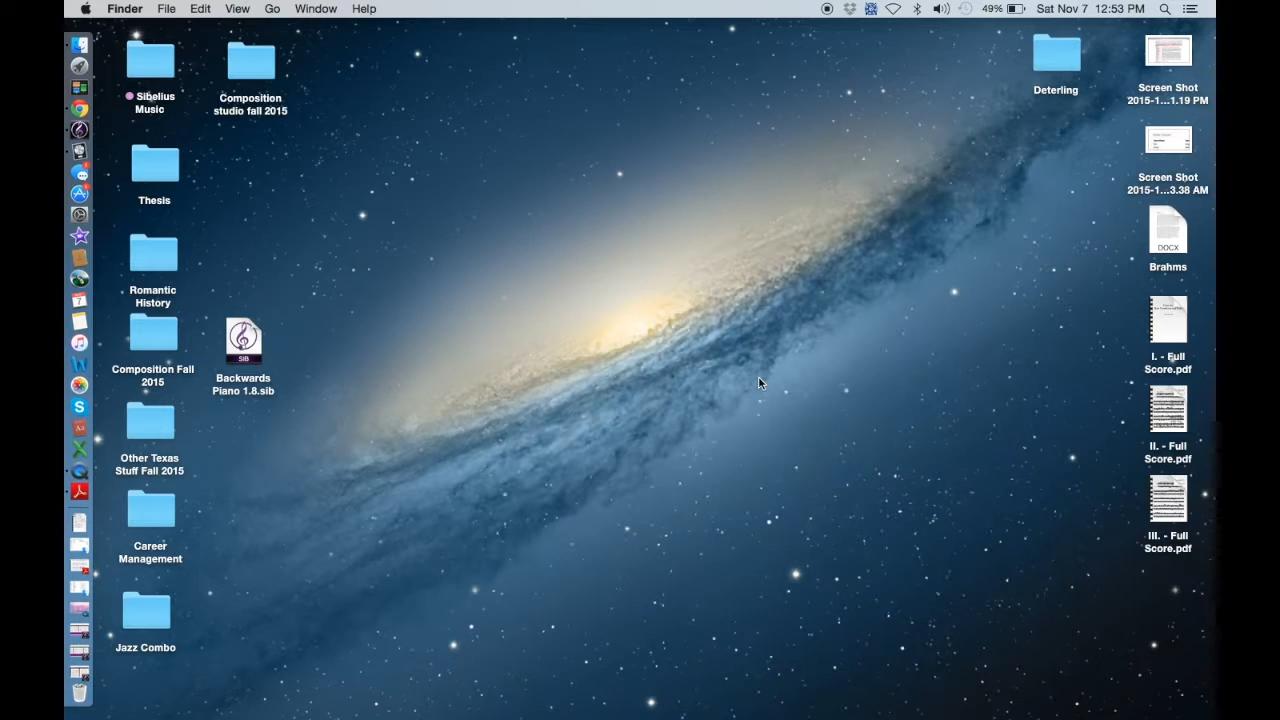 Finder File Edit View Go Window Help 49% Sat Nov 7 12:53 PM
Sibelius
Music
Composition
studio fall 2015
Deterling
Screen Shot
2015-1...1.19 PM
Thesis
Screen Shot
2015-1...3.38 AM
Romantic
History
DOCX
Brahms
Composition Fall
2015
SIB
Backwards
Piano 1.8.sib
I. - Full
Score.pdf
Other Texas
Stuff Fall 2015
II. - Full
Score.pdf
Career
Management
III. - Full
Score.pdf
Jazz Combo